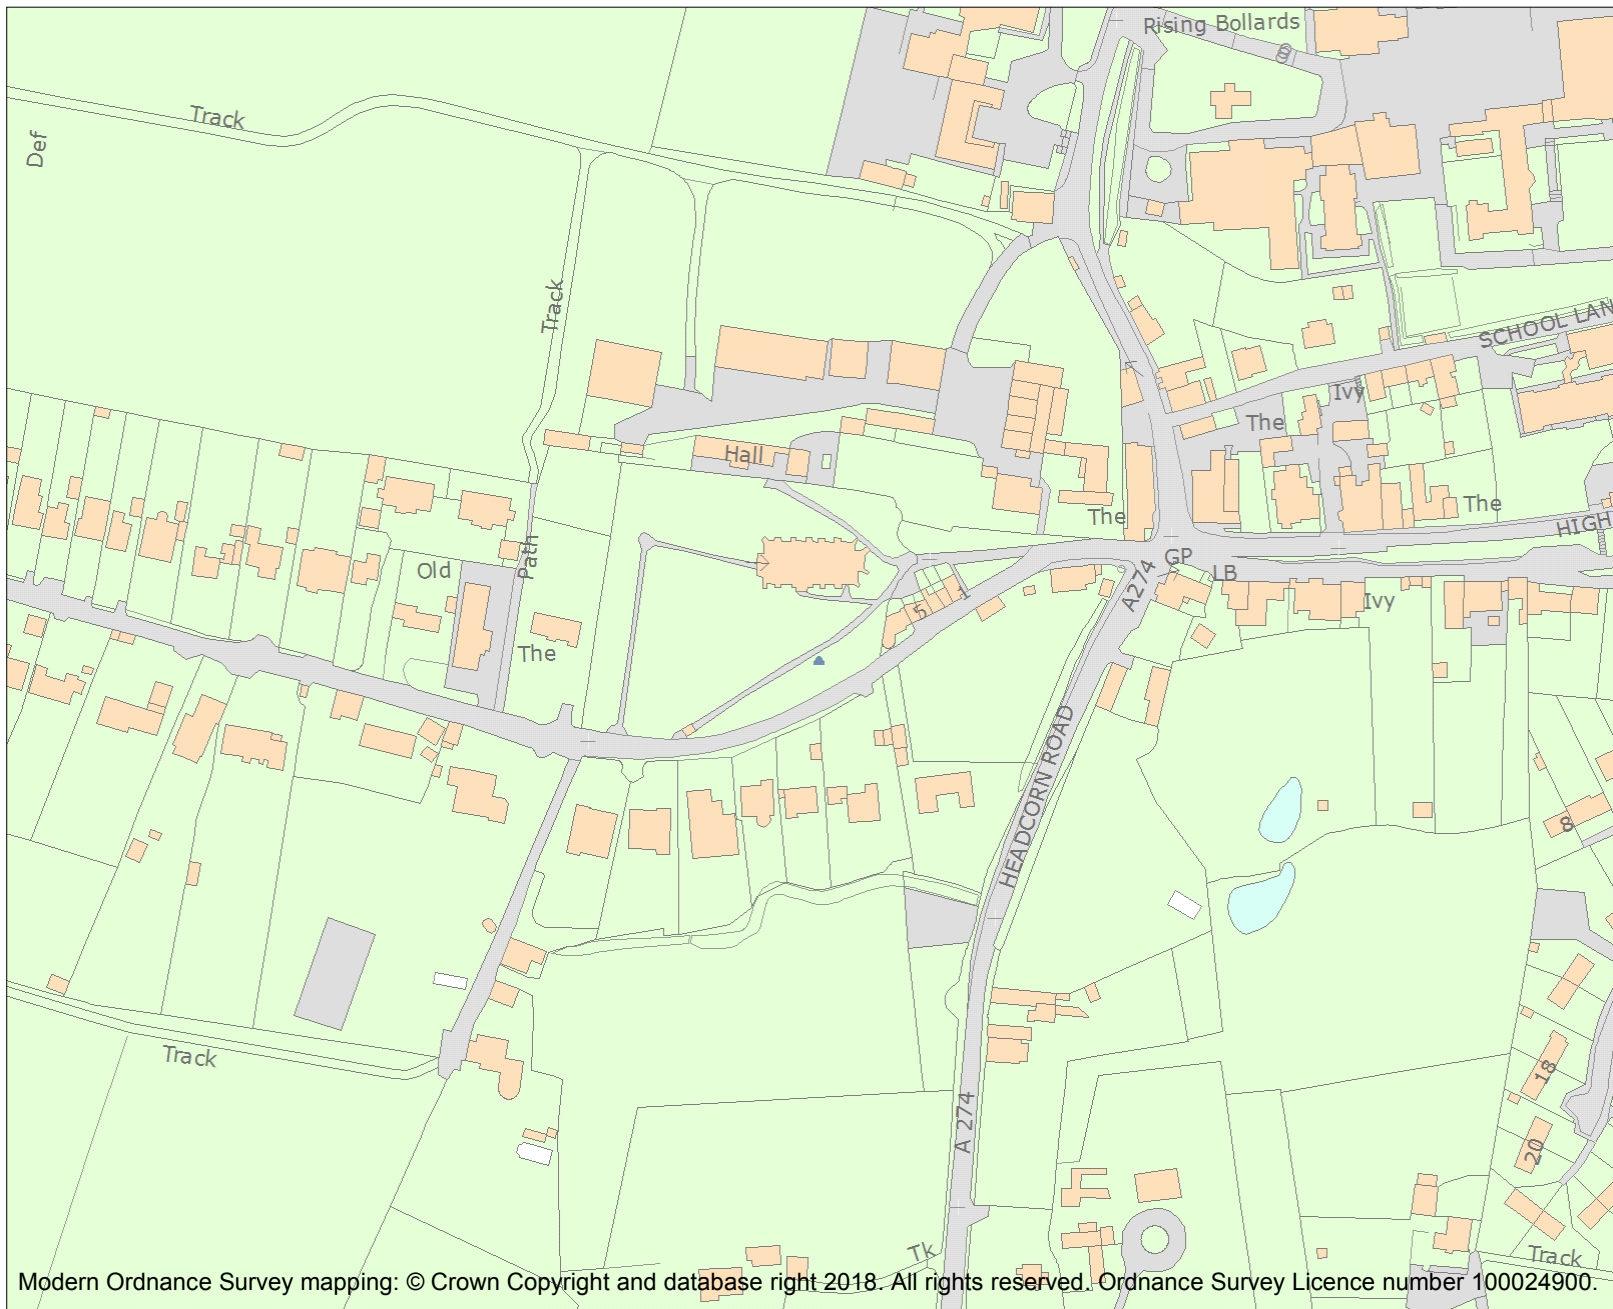 Rising Bollards
Track
Def
Track
SCHOOL LAN
Ivy
The
Hall
The
The
HIGH
Path
Old
GP
LB
A274
Ivy
5
1
The
HEADCORN ROAD
8
Track
18
A 274
20
Tk
Track
Modern Ordnance Survey mapping: © Crown Copyright and database right 2018. All rights reserved. Ordnance Survey Licence number 100024900.